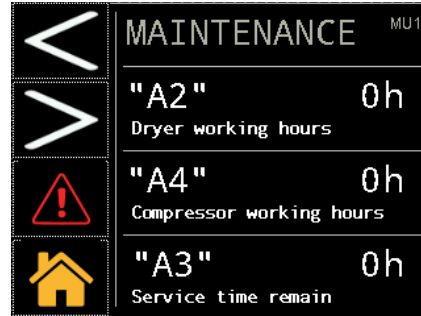 MAINTENANCE MU1
"A2" 0h
Dryer working hours
"A4" 0h
Compressor working hours
"A3" 0h
Service time remain